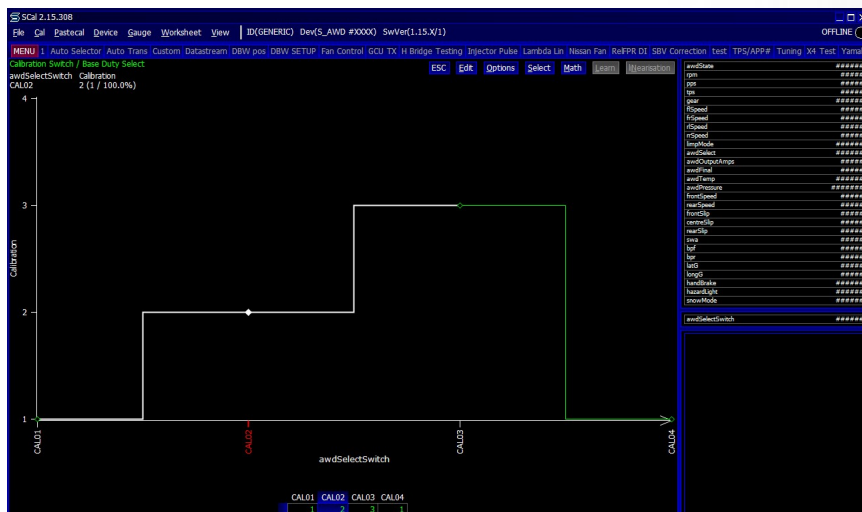 SCal 2.15.308
File Cal Pastecal Device Gauge Worksheet View ID(GENERIC) Dev(S_AWD #XXXX) SwVer(1.15.X/1) OFFLINE
MENU 1 Auto Selector Auto Trans Custom Datastream DBW pos DBW SETUP Fan Control GCU TX H Bridge Testing Injector Pulse Lambda Lin Nissan Fan RelFPR DI SBV Correction test TPS/APP# Tuning X4 Test Yamah
Calibration Switch / Base Duty Select
ESC Edit Options Select Math Learn liNearisation
awdSelectSwitch Calibration
CAL02 2 (1 / 100.0%)
4
3
2
1
Calibration
CAL01 CAL02 CAL03 CAL04
awdSelectSwitch
CAL01 CAL02 CAL03 CAL04
1 2 3 1
awdState ######
rpm #####
pps #####
tps #####
gear ######
flSpeed #####
frSpeed #####
rlSpeed #####
rrSpeed #####
limpMode ######
awdSelect ######
awdOutputAmps #####
awdFinal #####
awdTemp ######
awdPressure #######
frontSpeed #####
rearSpeed #####
frontSlip #####
centreSlip #####
rearSlip #####
swa #####
bpf #####
bpr #####
latG #####
longG #####
handBrake ######
hazardLight ######
snowMode ######
awdSelectSwitch ######